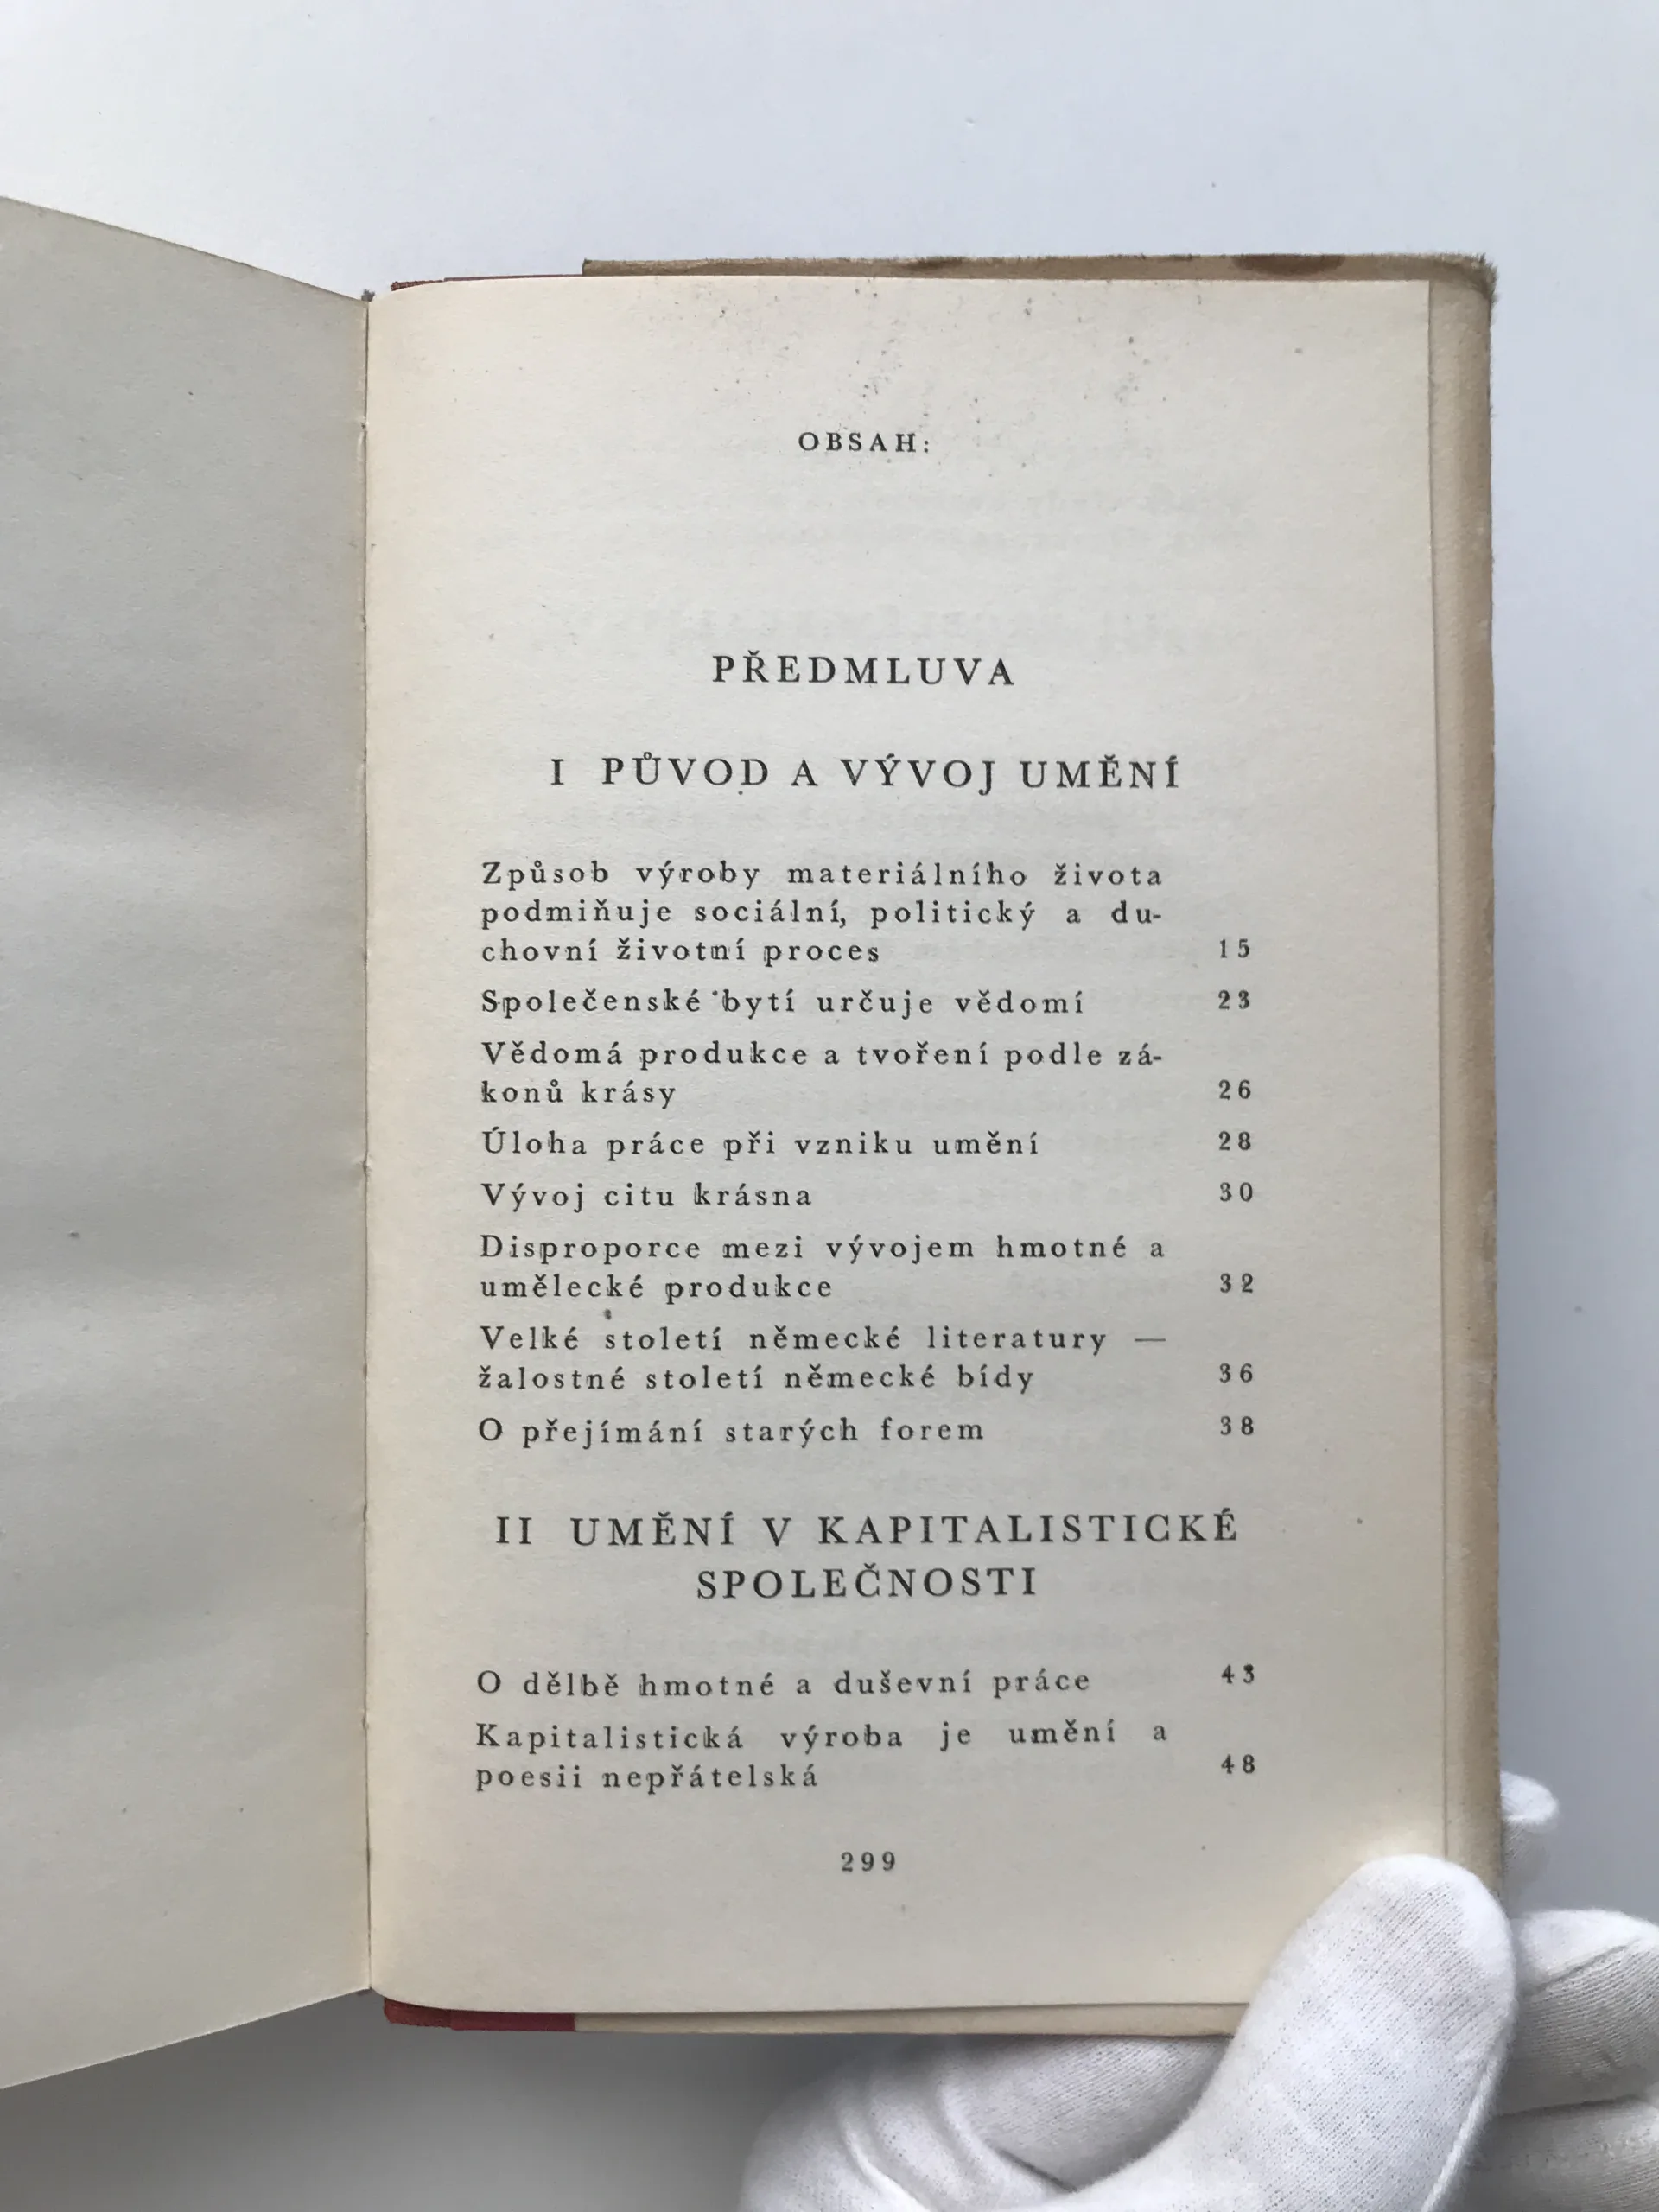 OBSAH:
PŘEDMLUVA
I PŮVOD A VÝVOJ UMĚNÍ
Způsob výroby materiálního života
podmiňuje sociální, politický a du-
chovní životní proces 15
Společenské bytí určuje vědomí 23
Vědomá produkce a tvoření podle zá-
konů krásy 26
Úloha práce při vzniku umění 28
Vývoj citu krásna 30
Disproporce mezi vývojem hmotné a
umělecké produkce 32
Velké století německé literatury —
žalostné století německé bídy 36
O přejímání starých forem 38
II UMĚNÍ V KAPITALISTICKÉ
SPOLEČNOSTI
O dělbě hmotné a duševní práce 43
Kapitalistická výroba je umění a
poesii nepřátelská 48
299